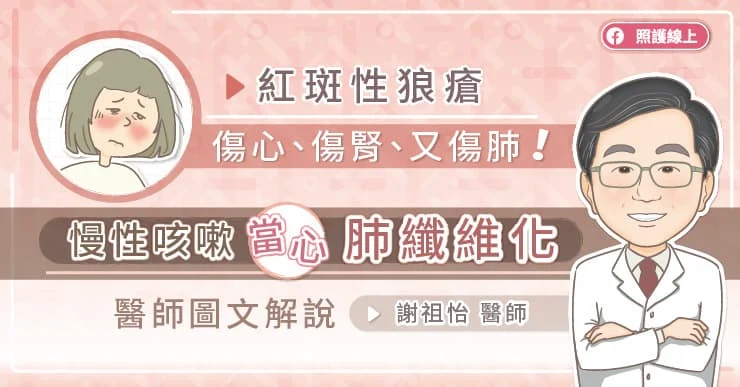 照護線上
紅斑性狼瘡
傷心、傷腎、又傷肺！
慢性咳嗽 當心 肺纖維化
醫師圖文解說 謝祖怡 醫師